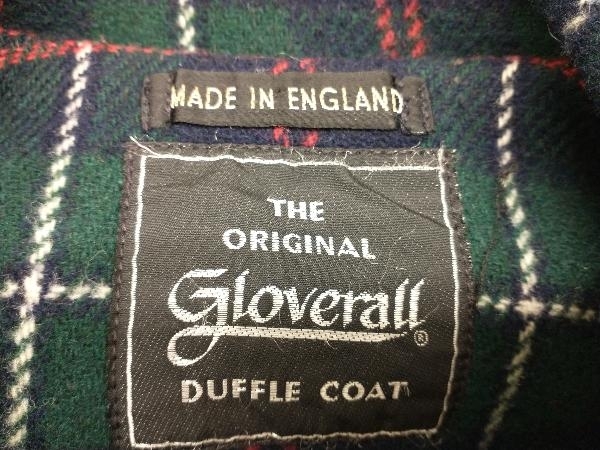 MADE IN ENGLAND
THE
ORIGINAL
Gloverall®
DUFFLE COAT